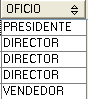 OFICIO
PRESIDENTE
DIRECTOR
DIRECTOR
DIRECTOR
VENDEDOR